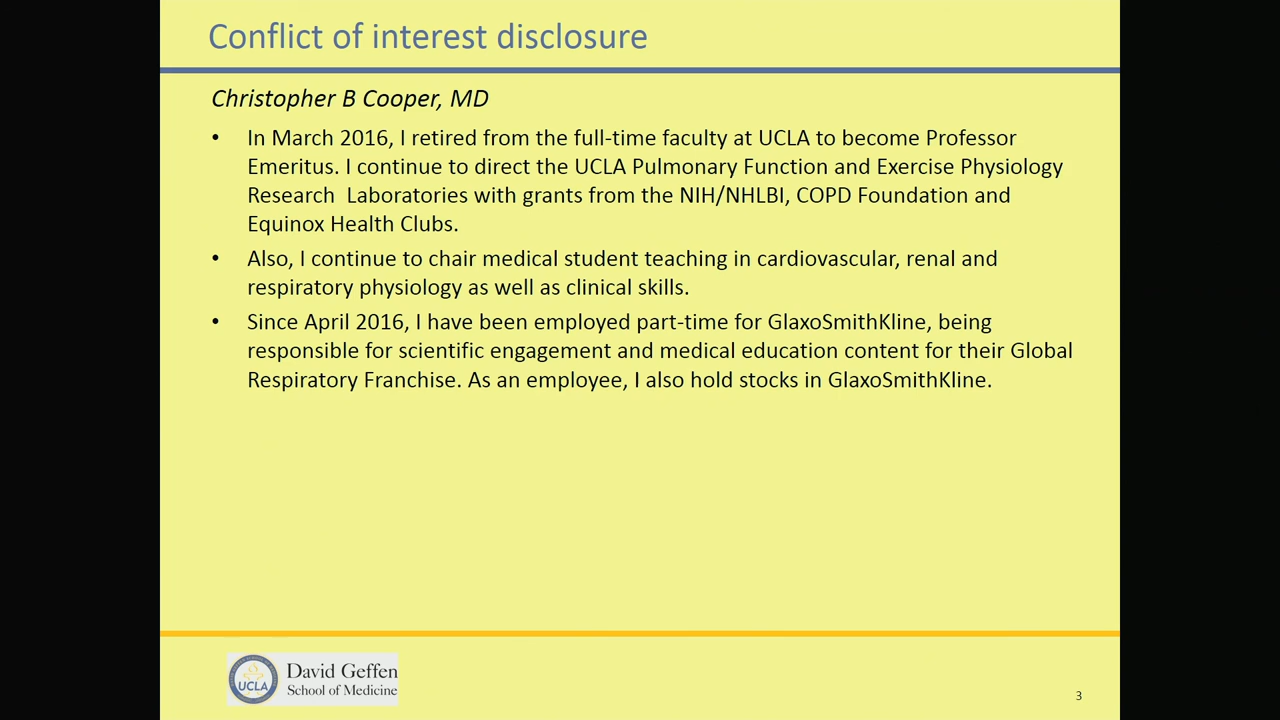 Conflict of interest disclosure
Christopher B Cooper, MD
• In March 2016, I retired from the full-time faculty at UCLA to become Professor
Emeritus. I continue to direct the UCLA Pulmonary Function and Exercise Physiology
Research  Laboratories with grants from the NIH/NHLBI, COPD Foundation and
Equinox Health Clubs.
• Also, I continue to chair medical student teaching in cardiovascular, renal and
respiratory physiology as well as clinical skills.
• Since April 2016, I have been employed part-time for GlaxoSmithKline, being
responsible for scientific engagement and medical education content for their Global
Respiratory Franchise. As an employee, I also hold stocks in GlaxoSmithKline.
UCLA
David Geffen
School of Medicine
3